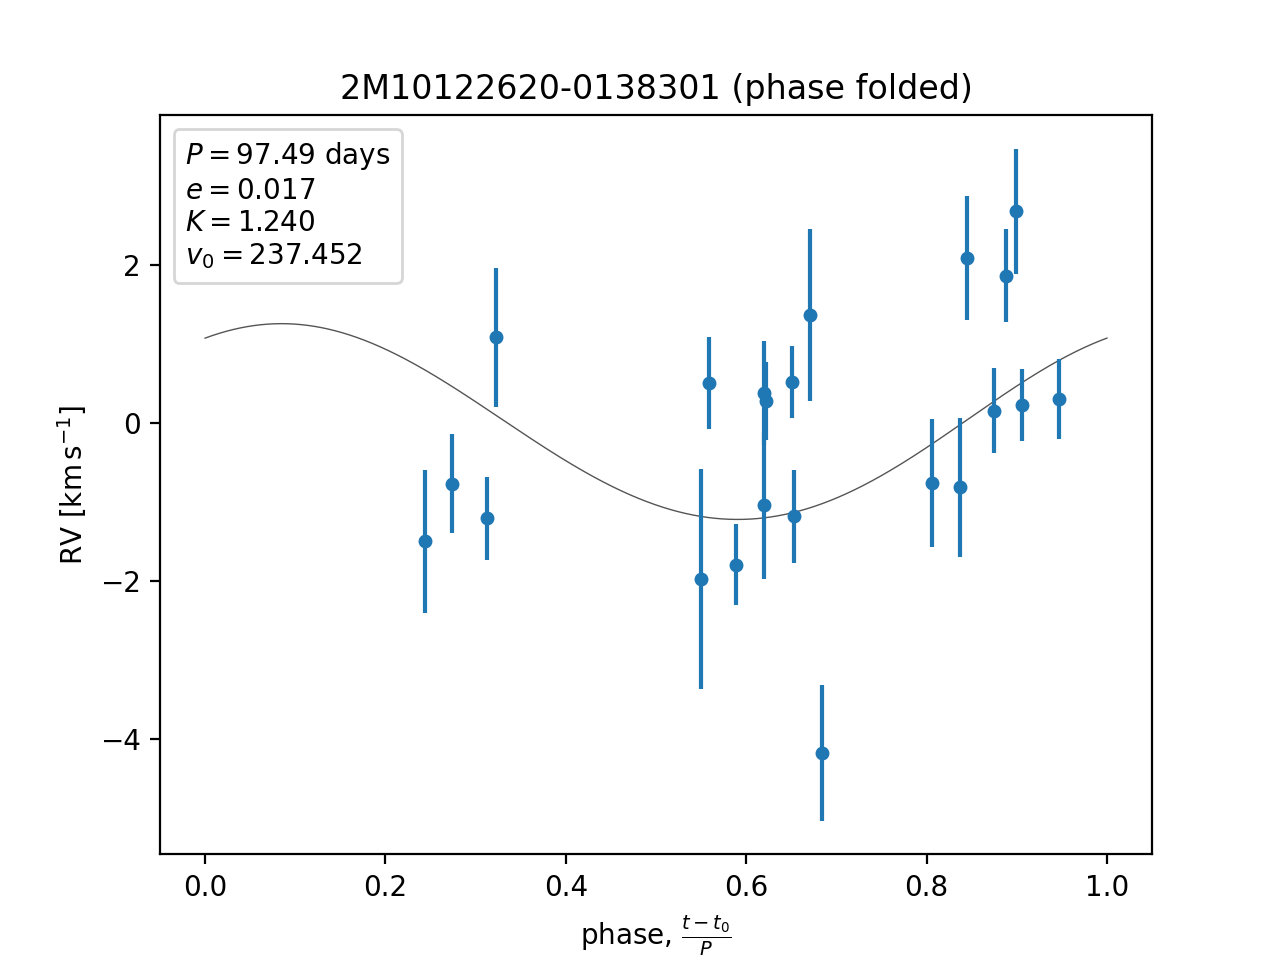 2M10122620-0138301 (phase folded)
P = 97.49 days
e = 0.017
K = 1.240
v₀ = 237.452
RV [km s⁻¹]
2
0
−2
−4
0.0 0.2 0.4 0.6 0.8 1.0
phase, (t − t₀)/P